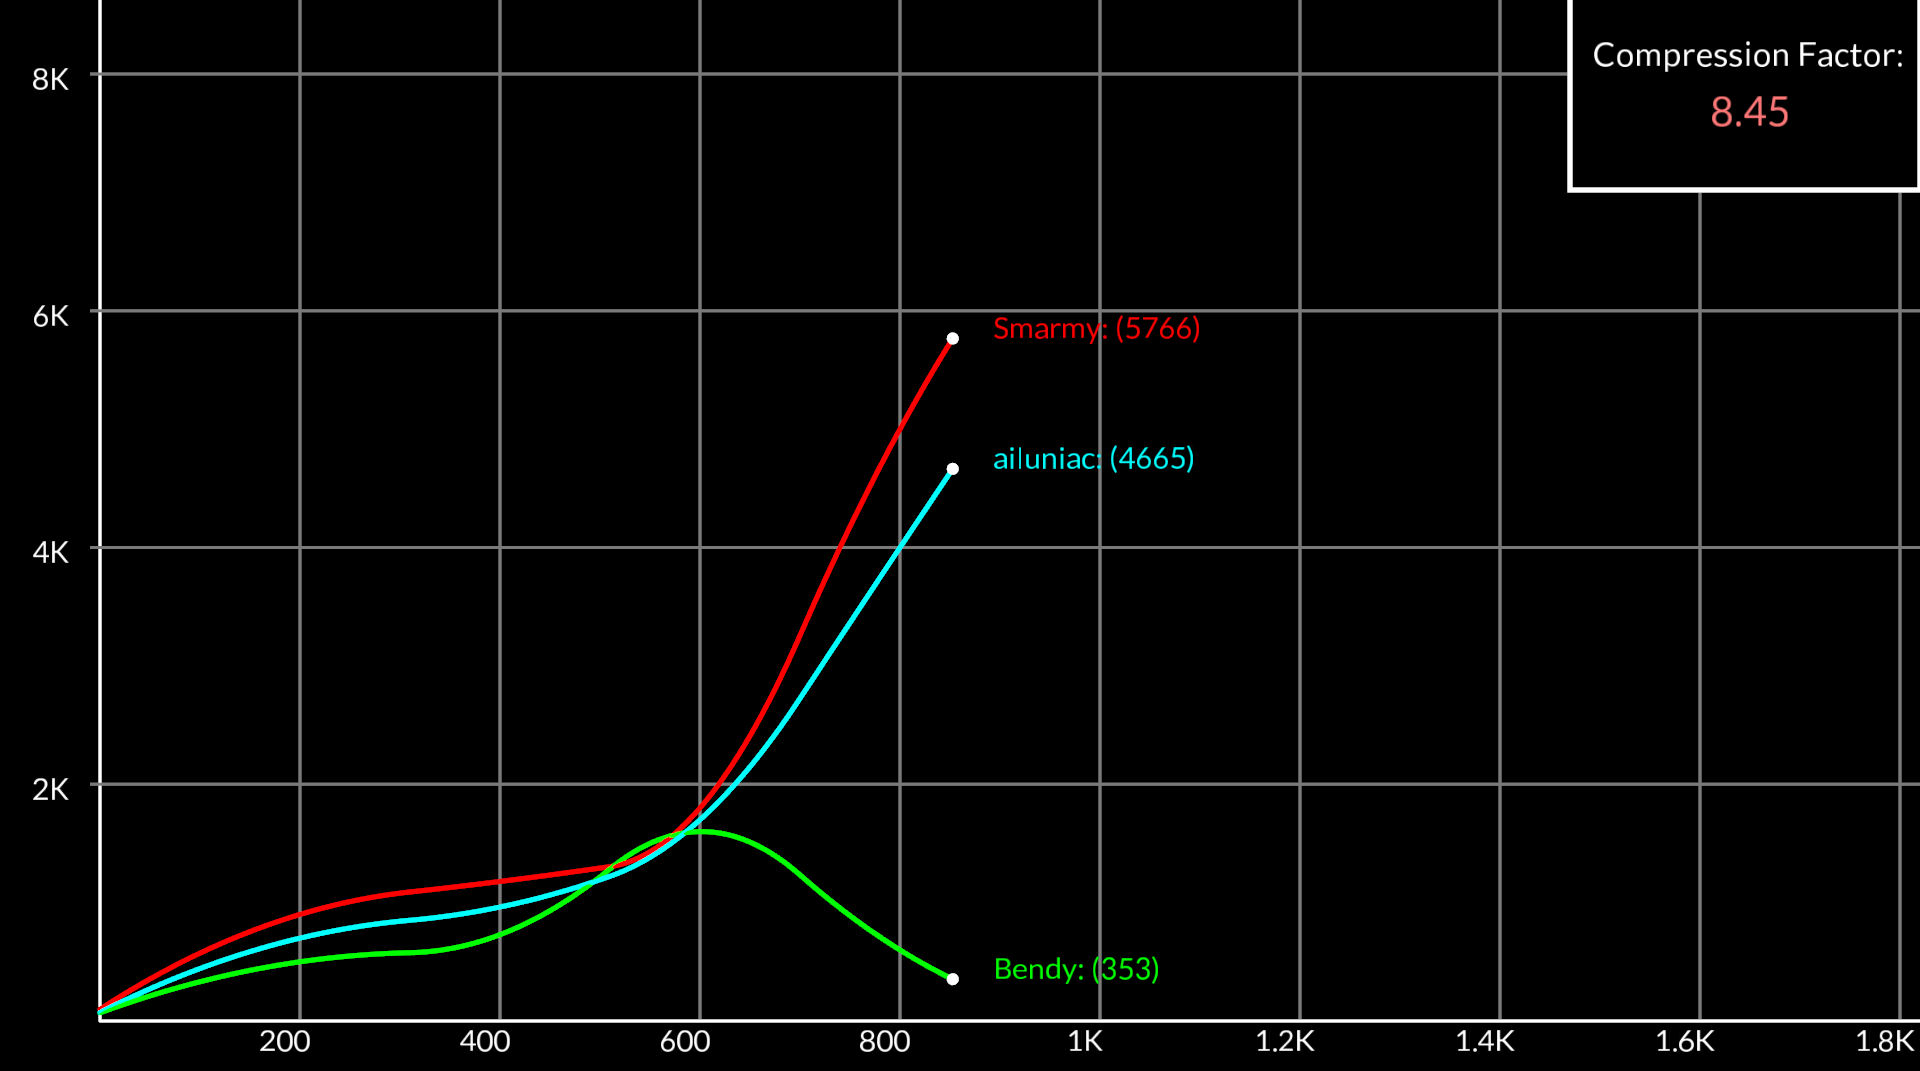 Compression Factor:
8.45
8K
6K
Smarmy: (5766)
ailuniac: (4665)
4K
2K
Bendy: (353)
200 400 600 800 1K 1.2K 1.4K 1.6K 1.8K